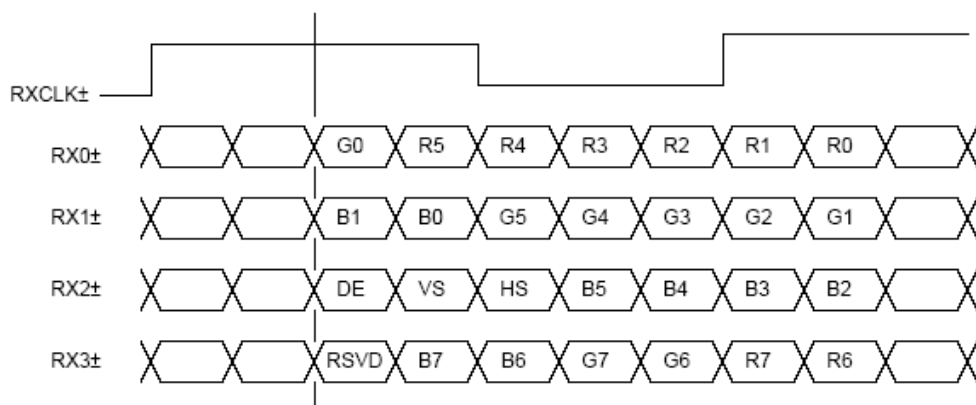 RXCLK±
RX0± G0 R5 R4 R3 R2 R1 R0
RX1± B1 B0 G5 G4 G3 G2 G1
RX2± DE VS HS B5 B4 B3 B2
RX3± RSVD B7 B6 G7 G6 R7 R6